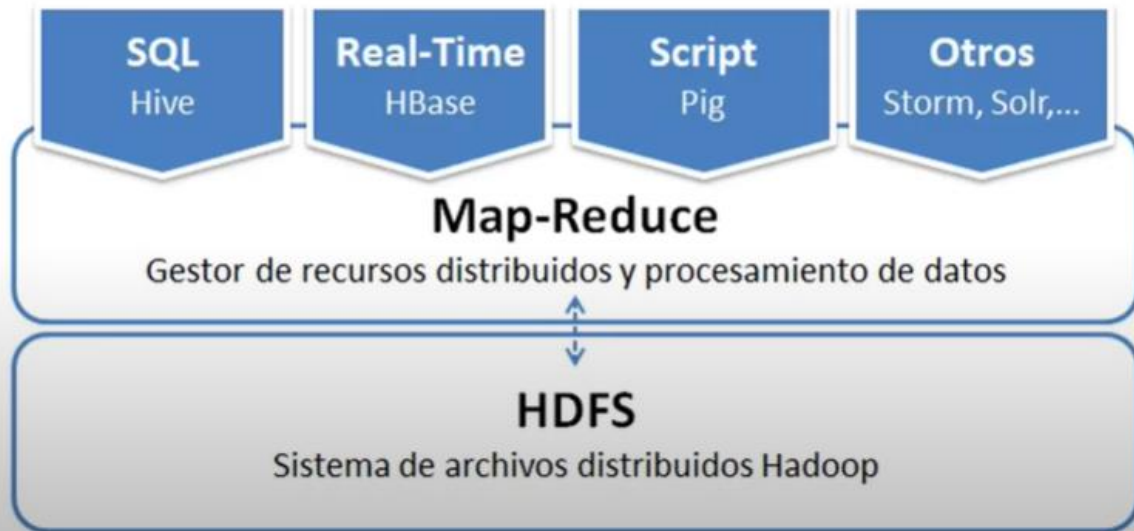 SQL
Hive
Real-Time
HBase
Script
Pig
Otros
Storm, Solr,...
Map-Reduce
Gestor de recursos distribuidos y procesamiento de datos
HDFS
Sistema de archivos distribuidos Hadoop